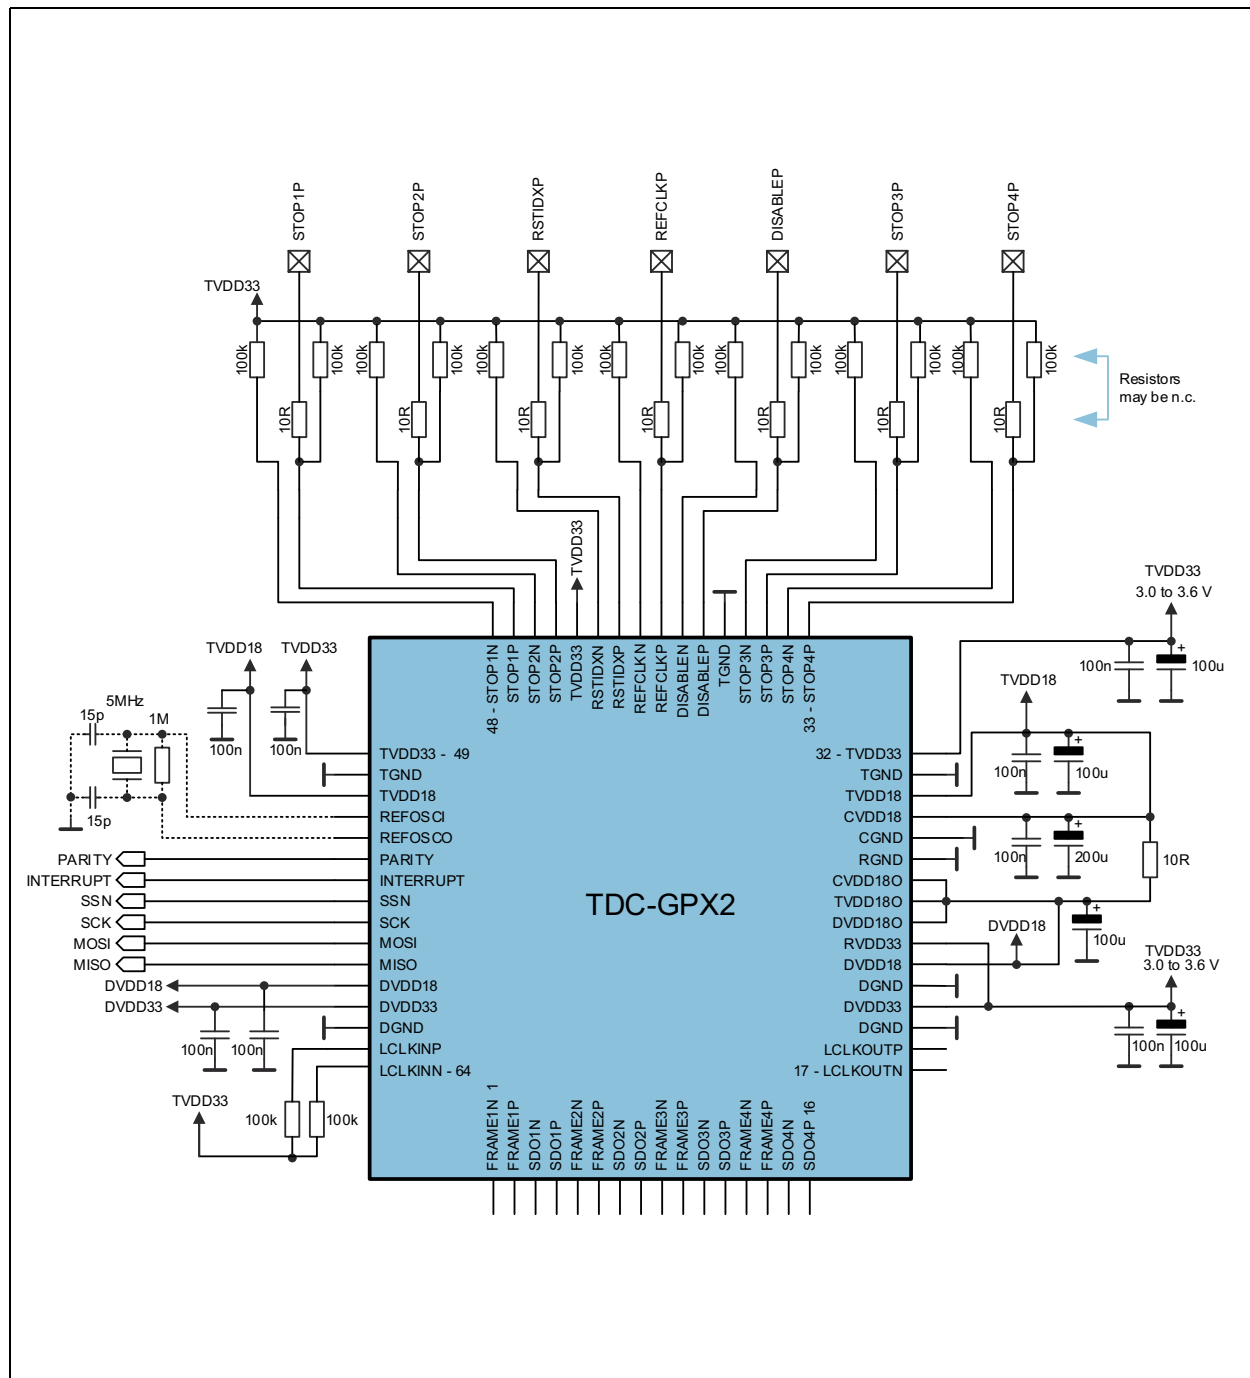 STOP1P
STOP2P
RSTIDXP
REFCLKP
DISABLEP
STOP3P
STOP4P
TVDD33
100k
100k
100k
100k
100k
100k
100k
100k
100k
100k
100k
100k
100k
100k
Resistors
may be n.c.
10R
10R
10R
10R
10R
10R
10R
TVDD33
TVDD33
3.0 to 3.6 V
100n
100u
TVDD18
TVDD33
100n
100n
5MHz
15p
1M
15p
48 - STOP1N
STOP1P
STOP2N
STOP2P
TVDD33
RSTIDXN
RSTIDXP
REFCLKN
REFCLKP
DISABLEN
DISABLEP
TGND
STOP3N
STOP3P
STOP4N
33 - STOP4P
TVDD33 - 49
TGND
TVDD18
REFOSCI
REFOSCO
PARITY
INTERRUPT
SSN
SCK
MOSI
MISO
DVDD18
DVDD33
DGND
LCLKINP
LCLKINN - 64
PARITY
INTERRUPT
SSN
SCK
MOSI
MISO
DVDD18
DVDD33
100n
100n
TVDD33
100k
100k
TDC-GPX2
32 - TVDD33
TGND
TVDD18
CVDD18
CGND
RGND
CVDD18O
TVDD18O
DVDD18O
RVDD33
DVDD18
DGND
DVDD33
DGND
LCLKOUTP
17 - LCLKOUTN
TVDD18
100n
100u
100n
200u
10R
DVDD18
100u
TVDD33
3.0 to 3.6 V
100n
100u
FRAME1N 1
FRAME1P
SDO1N
SDO1P
FRAME2N
FRAME2P
SDO2N
SDO2P
FRAME3N
FRAME3P
SDO3N
SDO3P
FRAME4N
FRAME4P
SDO4N
SDO4P 16